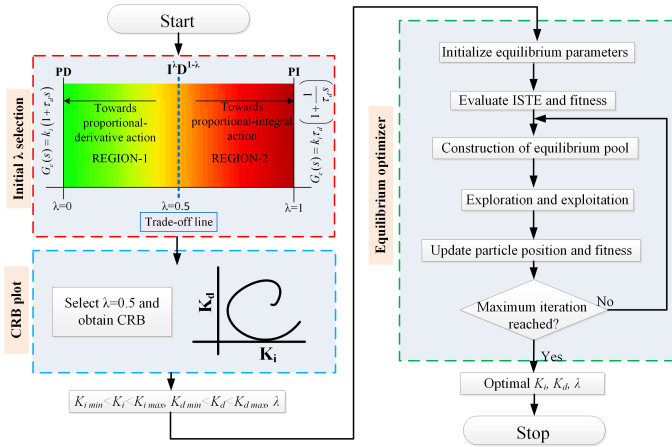 Start
Initial λ selection
PD
I^λD^{1-λ}
PI
G_c(s) = k_i(1+τ_d s)
Towards proportional-derivative action
REGION-1
Towards proportional-integral action
REGION-2
G_c(s) = k_i τ_d (1 + 1/(τ_d s))
λ=0
λ=0.5
λ=1
Trade-off line
CRB plot
Select λ=0.5 and
obtain CRB
K_d
K_i
K_{i min}<K_i<K_{i max}, K_{d min}<K_d<K_{d max}, λ
Equilibrium optimizer
Initialize equilibrium parameters
Evaluate ISTE and fitness
Construction of equilibrium pool
Exploration and exploitation
Update particle position and fitness
Maximum iteration
reached?
No
Yes
Optimal K_i, K_d, λ
Stop